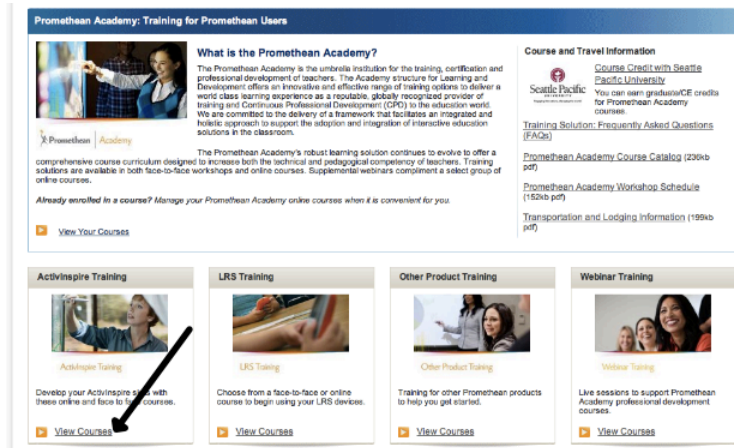 Promethean Academy: Training for Promethean Users
What is the Promethean Academy?
The Promethean Academy is the umbrella institution for the training, certification and
professional development of teachers. The Academy structure for Learning and
Development offers an innovative and effective range of training options to deliver a
world class learning experience as a reputable, globally recognized provider of
training and Continuous Professional Development (CPD) to the education world.
We are committed to the delivery of a framework that facilitates an integrated and
holistic approach to support the adoption and integration of interactive education
solutions in the classroom.
Promethean Academy
The Promethean Academy's robust learning solution continues to evolve to offer a
comprehensive course curriculum designed to increase both the technical and pedagogical competency of teachers. Training
solutions are available in both face-to-face workshops and online courses. Supplemental webinars compliment a select group of
online courses.
Already enrolled in a course? Manage your Promethean Academy online courses when it is convenient for you.
View Your Courses
Course and Travel Information
Seattle Pacific
UNIVERSITY
Course Credit with Seattle
Pacific University
You can earn graduate/CE credits
for Promethean Academy
courses.
Training Solution: Frequently Asked Questions
(FAQs)
Promethean Academy Course Catalog (236kb
pdf)
Promethean Academy Workshop Schedule
(152kb pdf)
Transportation and Lodging Information (199kb
pdf)
ActivInspire Training
ActivInspire Training
Develop your ActivInspire skills with
these online and face to face courses.
View Courses
LRS Training
LRS Training
Choose from a face-to-face or online
course to begin using your LRS devices.
View Courses
Other Product Training
Other Product Training
Training for other Promethean products
to help you get started.
View Courses
Webinar Training
Webinar Training
Live sessions to support Promethean
Academy professional development
courses.
View Courses